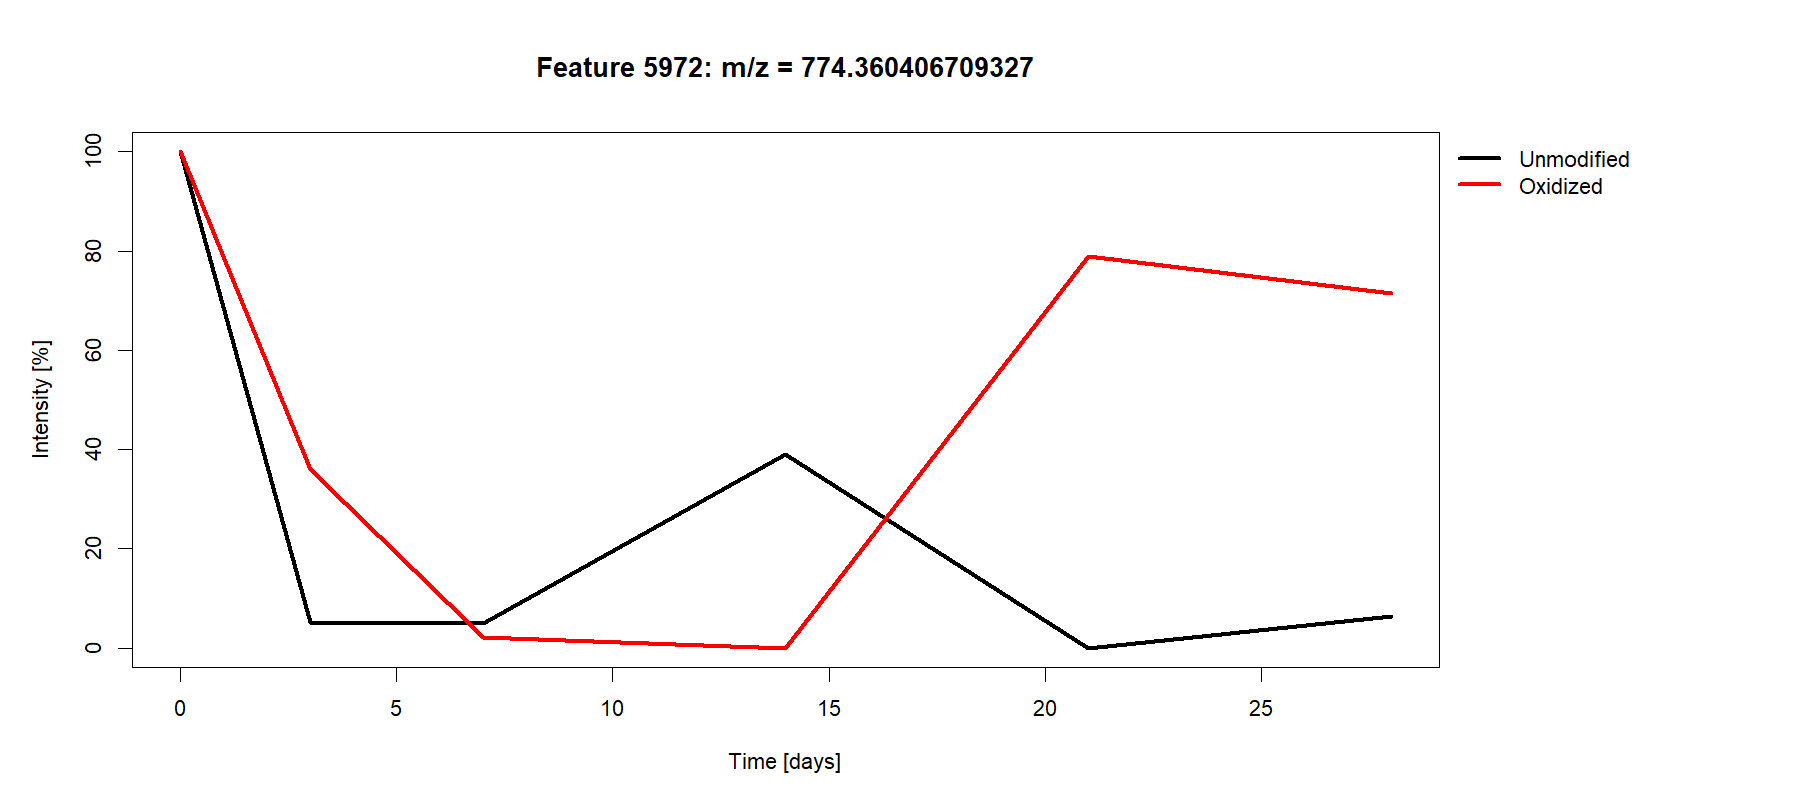 Feature 5972: m/z = 774.360406709327
Unmodified
Oxidized
Intensity [%]
100
80
60
40
20
0
0 5 10 15 20 25
Time [days]